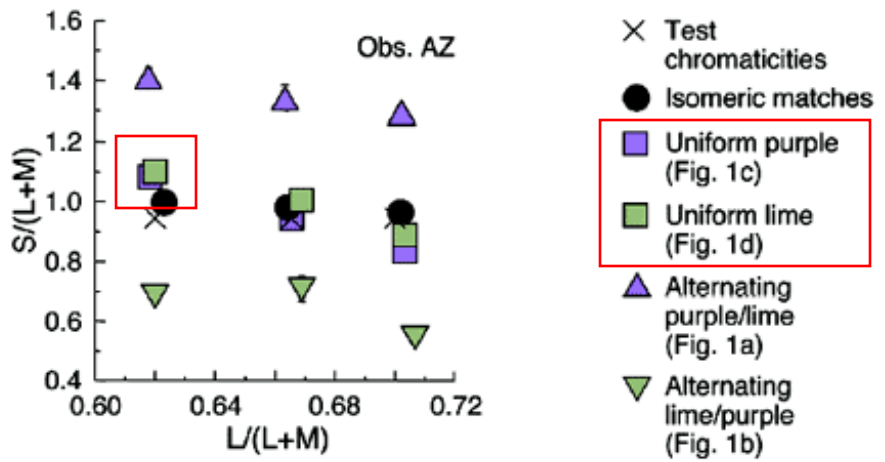 1.6
1.4
1.2
1.0
0.8
0.6
0.4
S/(L+M)
Obs. AZ
0.60
0.64
0.68
0.72
L/(L+M)
Test
chromaticities
Isomeric matches
Uniform purple
(Fig. 1c)
Uniform lime
(Fig. 1d)
Alternating
purple/lime
(Fig. 1a)
Alternating
lime/purple
(Fig. 1b)